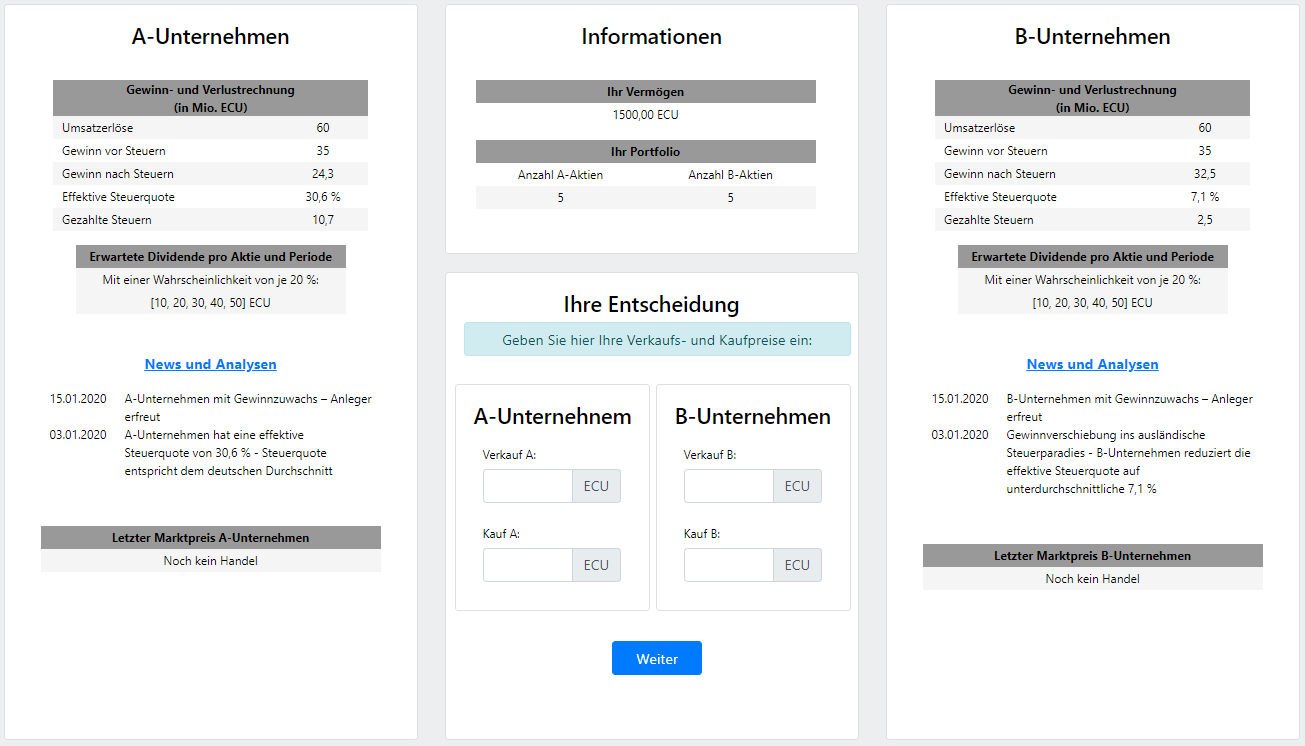 A-Unternehmen
Gewinn- und Verlustrechnung
(in Mio. ECU)
Umsatzerlöse 60
Gewinn vor Steuern 35
Gewinn nach Steuern 24,3
Effektive Steuerquote 30,6 %
Gezahlte Steuern 10,7
Erwartete Dividende pro Aktie und Periode
Mit einer Wahrscheinlichkeit von je 20 %:
[10, 20, 30, 40, 50] ECU
News und Analysen
15.01.2020 A-Unternehmen mit Gewinnzuwachs – Anleger
erfreut
03.01.2020 A-Unternehmen hat eine effektive
Steuerquote von 30,6 % - Steuerquote
entspricht dem deutschen Durchschnitt
Letzter Marktpreis A-Unternehmen
Noch kein Handel
Informationen
Ihr Vermögen
1500,00 ECU
Ihr Portfolio
Anzahl A-Aktien Anzahl B-Aktien
5 5
Ihre Entscheidung
Geben Sie hier Ihre Verkaufs- und Kaufpreise ein:
A-Unternehnem
Verkauf A:
ECU
Kauf A:
ECU
B-Unternehmen
Verkauf B:
ECU
Kauf B:
ECU
Weiter
B-Unternehmen
Gewinn- und Verlustrechnung
(in Mio. ECU)
Umsatzerlöse 60
Gewinn vor Steuern 35
Gewinn nach Steuern 32,5
Effektive Steuerquote 7,1 %
Gezahlte Steuern 2,5
Erwartete Dividende pro Aktie und Periode
Mit einer Wahrscheinlichkeit von je 20 %:
[10, 20, 30, 40, 50] ECU
News und Analysen
15.01.2020 B-Unternehmen mit Gewinnzuwachs – Anleger
erfreut
03.01.2020 Gewinnverschiebung ins ausländische
Steuerparadies - B-Unternehmen reduziert die
effektive Steuerquote auf
unterdurchschnittliche 7,1 %
Letzter Marktpreis B-Unternehmen
Noch kein Handel